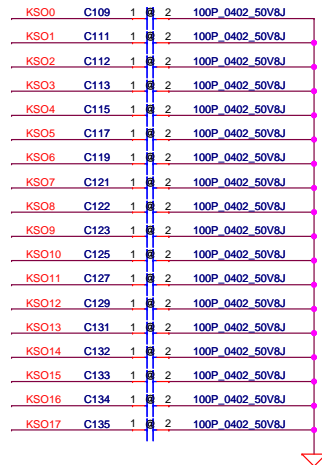 KSO0 C109 1 @ 2 100P_0402_50V8J
KSO1 C111 1 @ 2 100P_0402_50V8J
KSO2 C112 1 @ 2 100P_0402_50V8J
KSO3 C113 1 @ 2 100P_0402_50V8J
KSO4 C115 1 @ 2 100P_0402_50V8J
KSO5 C117 1 @ 2 100P_0402_50V8J
KSO6 C119 1 @ 2 100P_0402_50V8J
KSO7 C121 1 @ 2 100P_0402_50V8J
KSO8 C122 1 @ 2 100P_0402_50V8J
KSO9 C123 1 @ 2 100P_0402_50V8J
KSO10 C125 1 @ 2 100P_0402_50V8J
KSO11 C127 1 @ 2 100P_0402_50V8J
KSO12 C129 1 @ 2 100P_0402_50V8J
KSO13 C131 1 @ 2 100P_0402_50V8J
KSO14 C132 1 @ 2 100P_0402_50V8J
KSO15 C133 1 @ 2 100P_0402_50V8J
KSO16 C134 1 @ 2 100P_0402_50V8J
KSO17 C135 1 @ 2 100P_0402_50V8J